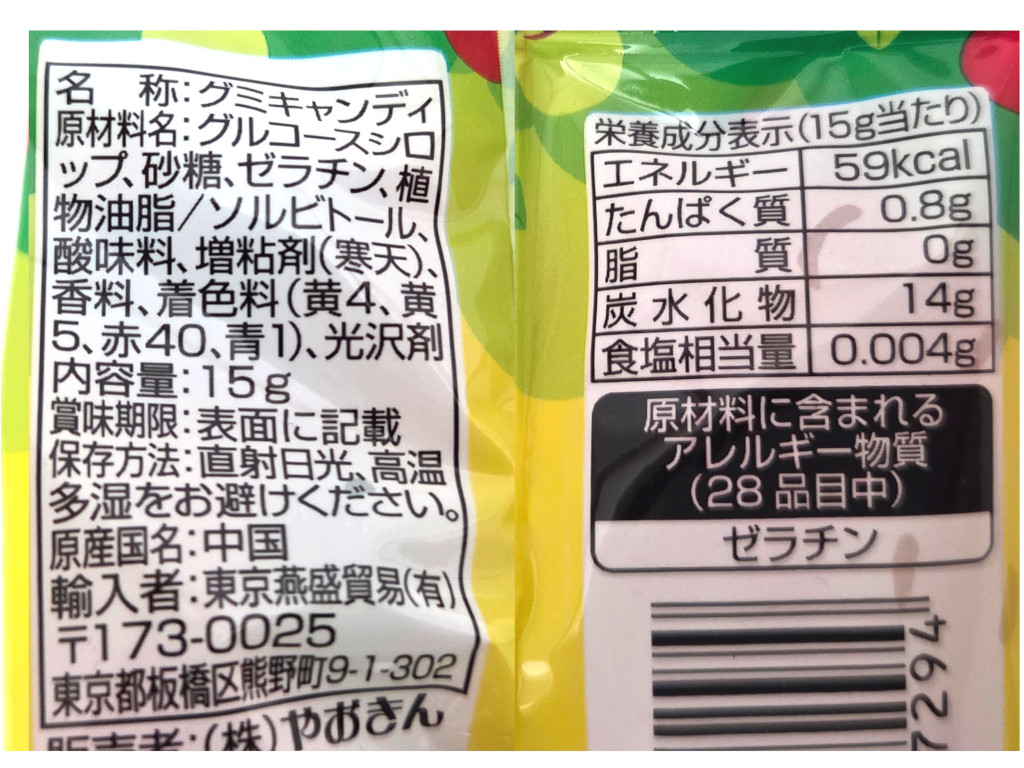 名 称:グミキャンディ
原材料名:グルコースシロ
ップ、砂糖、ゼラチン、植
物油脂/ソルビトール、
酸味料、増粘剤(寒天)、
香料、着色料(黄4、黄
5、赤40、青1)、光沢剤
内容量:15g
賞味期限:表面に記載
保存方法:直射日光、高温
多湿をお避けください。
原産国名:中国
輸入者:東京燕盛貿易(有)
〒173-0025
東京都板橋区熊野町9-1-302
販売者:(株)やおきん
栄養成分表示(15g当たり)
エネルギー 59kcal
たんぱく質 0.8g
脂 質 0g
炭水化物 14g
食塩相当量 0.004g
原材料に含まれる
アレルギー物質
(28品目中)
ゼラチン
7294